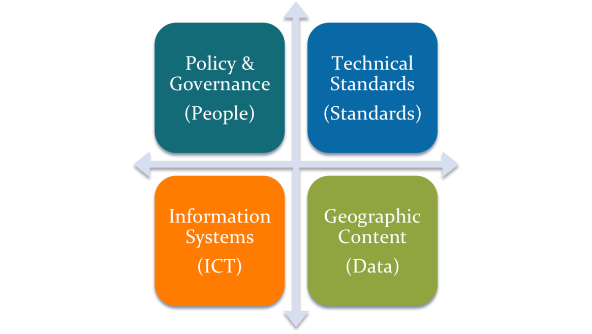 Policy &
Governance
(People)
Technical
Standards
(Standards)
Information
Systems
(ICT)
Geographic
Content
(Data)